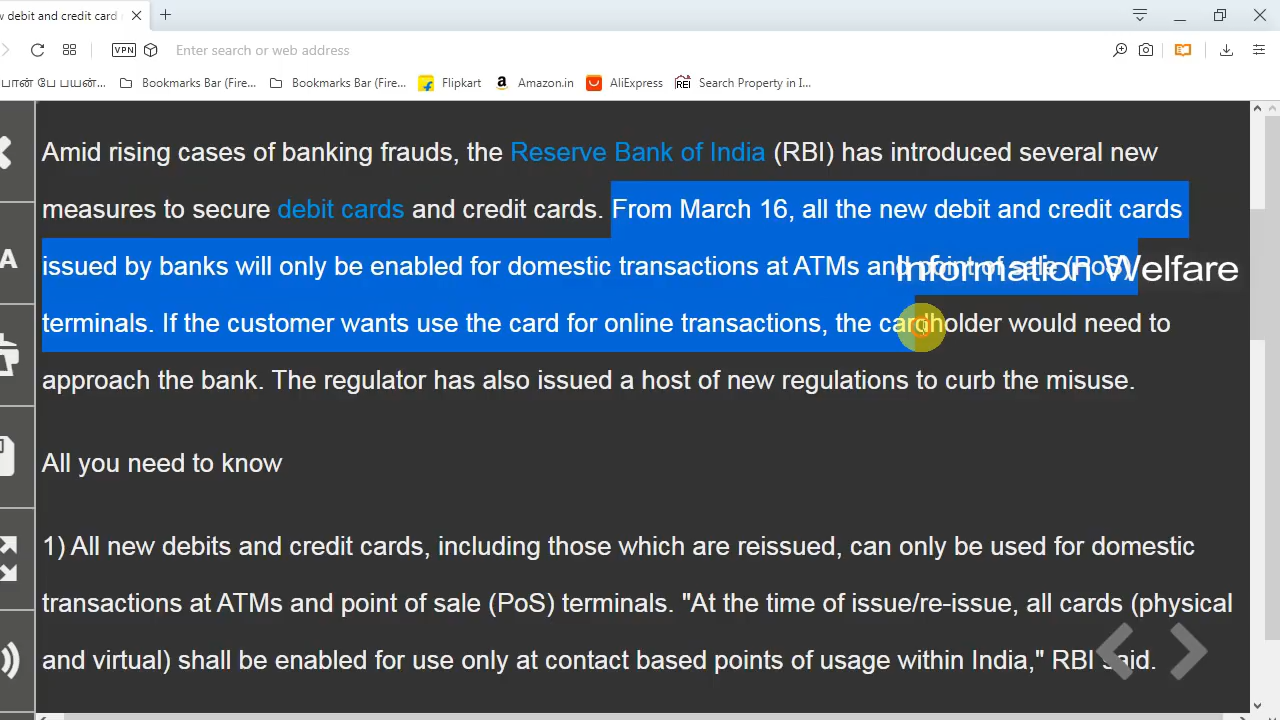 debit and credit card
VPN
Enter search or web address
Bookmarks Bar (Fire...
Bookmarks Bar (Fire...
Flipkart
a
Amazon.in
AliExpress
REI
Search Property in I...
Amid rising cases of banking frauds, the Reserve Bank of India (RBI) has introduced several new
measures to secure debit cards and credit cards. From March 16, all the new debit and credit cards
issued by banks will only be enabled for domestic transactions at ATMs and point of sale (PoS)
Information Welfare
terminals. If the customer wants use the card for online transactions, the cardholder would need to
approach the bank. The regulator has also issued a host of new regulations to curb the misuse.
All you need to know
1) All new debits and credit cards, including those which are reissued, can only be used for domestic
transactions at ATMs and point of sale (PoS) terminals. "At the time of issue/re-issue, all cards (physical
and virtual) shall be enabled for use only at contact based points of usage within India," RBI said.
A